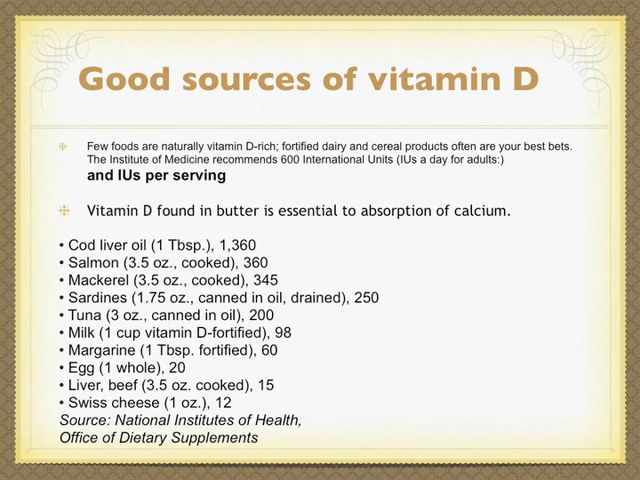 Good sources of vitamin D
Few foods are naturally vitamin D-rich; fortified dairy and cereal products often are your best bets.
The Institute of Medicine recommends 600 International Units (IUs a day for adults:)
and IUs per serving
Vitamin D found in butter is essential to absorption of calcium.
• Cod liver oil (1 Tbsp.), 1,360
• Salmon (3.5 oz., cooked), 360
• Mackerel (3.5 oz., cooked), 345
• Sardines (1.75 oz., canned in oil, drained), 250
• Tuna (3 oz., canned in oil), 200
• Milk (1 cup vitamin D-fortified), 98
• Margarine (1 Tbsp. fortified), 60
• Egg (1 whole), 20
• Liver, beef (3.5 oz. cooked), 15
• Swiss cheese (1 oz.), 12
Source: National Institutes of Health,
Office of Dietary Supplements